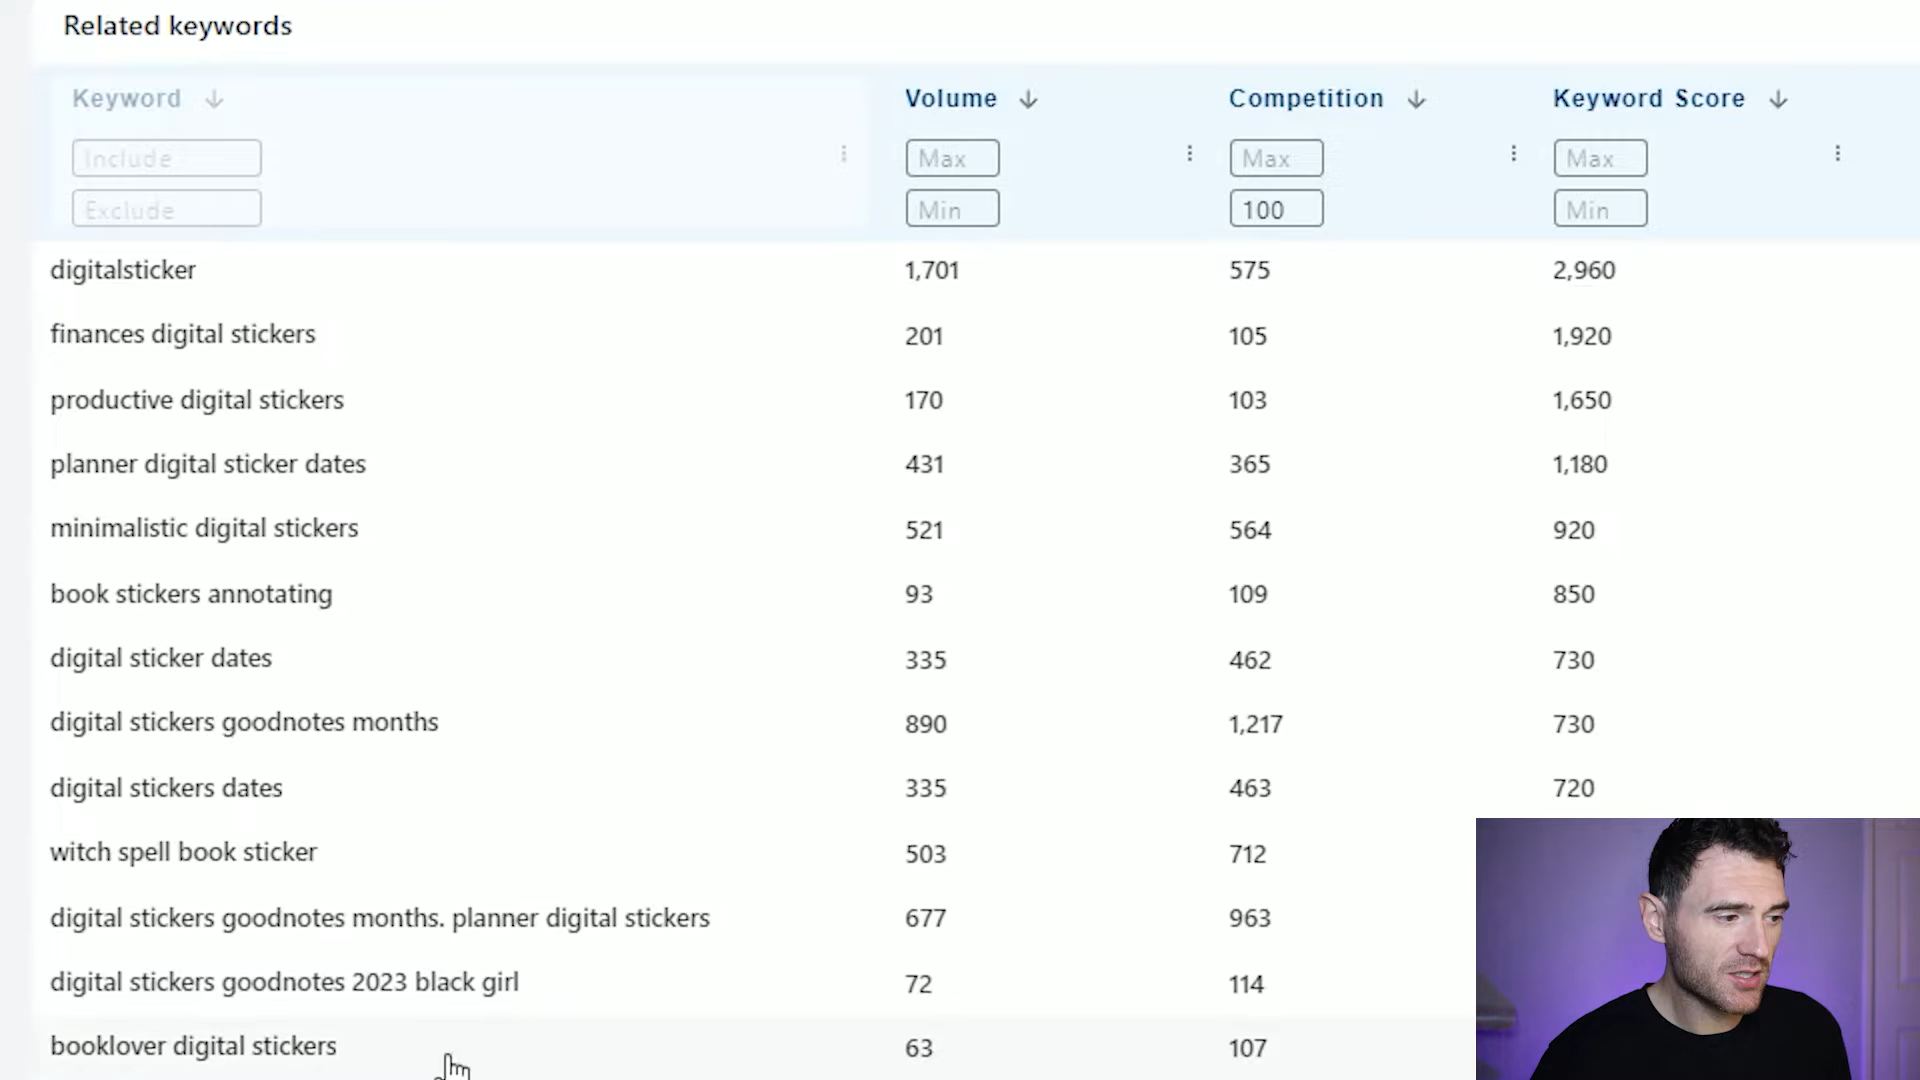 Related keywords
Keyword Volume Competition Keyword Score
Include Max Max Max
Exclude Min 100 Min
digitalsticker 1,701 575 2,960
finances digital stickers 201 105 1,920
productive digital stickers 170 103 1,650
planner digital sticker dates 431 365 1,180
minimalistic digital stickers 521 564 920
book stickers annotating 93 109 850
digital sticker dates 335 462 730
digital stickers goodnotes months 890 1,217 730
digital stickers dates 335 463 720
witch spell book sticker 503 712
digital stickers goodnotes months. planner digital stickers 677 963
digital stickers goodnotes 2023 black girl 72 114
booklover digital stickers 63 107